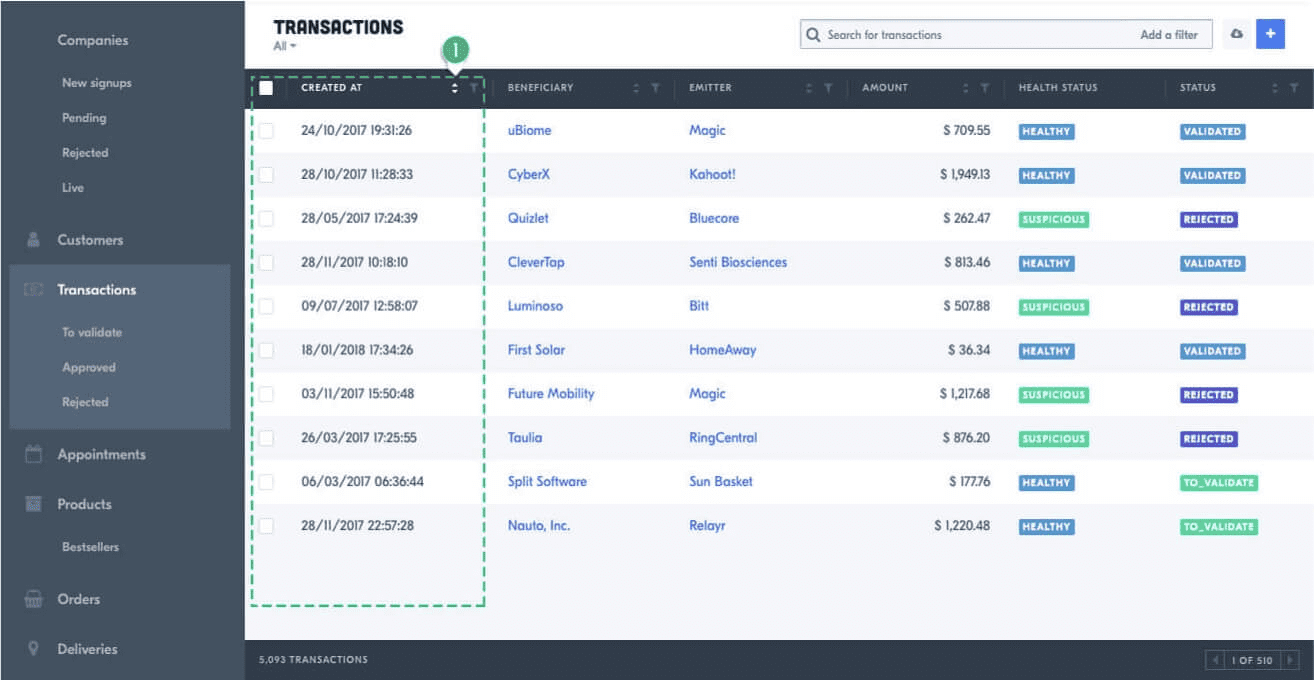 Companies
New signups
Pending
Rejected
Live
Customers
Transactions
To validate
Approved
Rejected
Appointments
Products
Bestsellers
Orders
Deliveries
TRANSACTIONS
All
1
Search for transactions Add a filter
+
CREATED AT BENEFICIARY EMITTER AMOUNT HEALTH STATUS STATUS
24/10/2017 19:31:26 uBiome Magic $ 709.55 HEALTHY VALIDATED
28/10/2017 11:28:33 CyberX Kahoot! $ 1,949.13 HEALTHY VALIDATED
28/05/2017 17:24:39 Quizlet Bluecore $ 262.47 SUSPICIOUS REJECTED
28/11/2017 10:18:10 CleverTap Senti Biosciences $ 813.46 HEALTHY VALIDATED
09/07/2017 12:58:07 Luminoso Bitt $ 507.88 SUSPICIOUS REJECTED
18/01/2018 17:34:26 First Solar HomeAway $ 36.34 HEALTHY VALIDATED
03/11/2017 15:50:48 Future Mobility Magic $ 1,217.68 SUSPICIOUS REJECTED
26/03/2017 17:25:55 Taulia RingCentral $ 876.20 SUSPICIOUS REJECTED
06/03/2017 06:36:44 Split Software Sun Basket $ 177.76 HEALTHY TO_VALIDATE
28/11/2017 22:57:28 Nauto, Inc. Relayr $ 1,220.48 HEALTHY TO_VALIDATE
5,093 TRANSACTIONS 1 OF 510